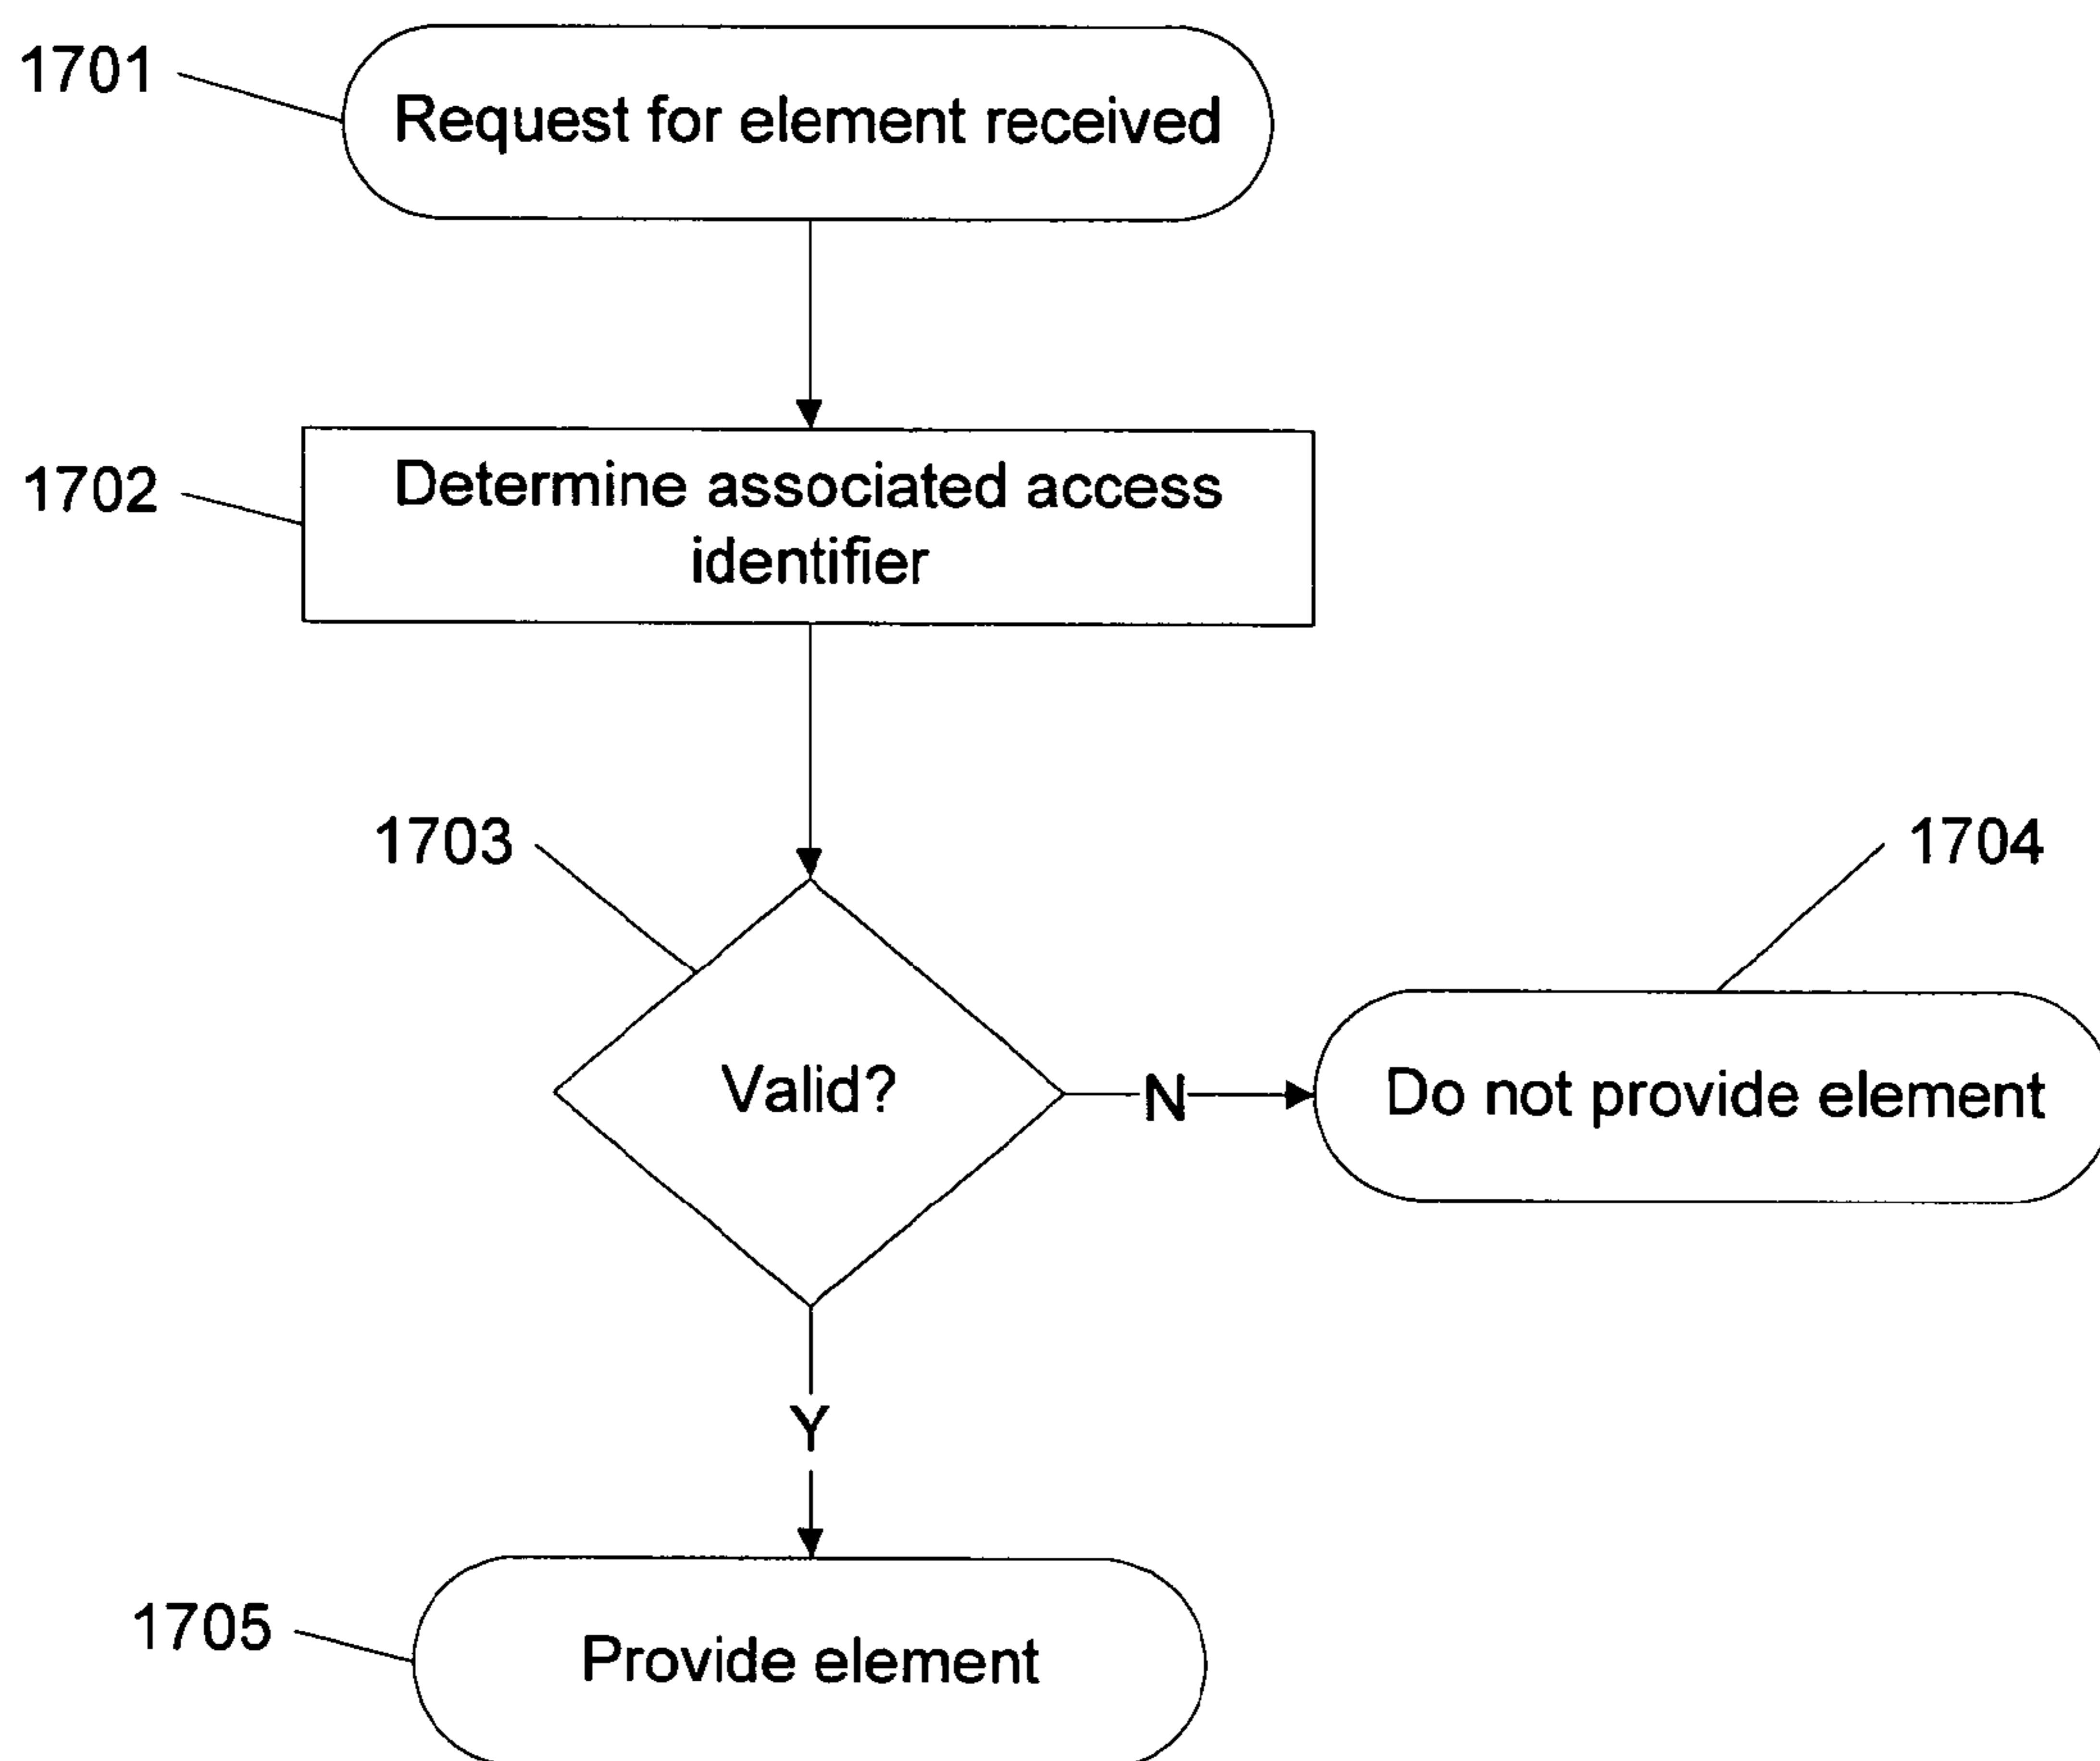 1701
Request for element received
1702
Determine associated access
identifier
1703
1704
Valid?
N
Do not provide element
Y
1705
Provide element